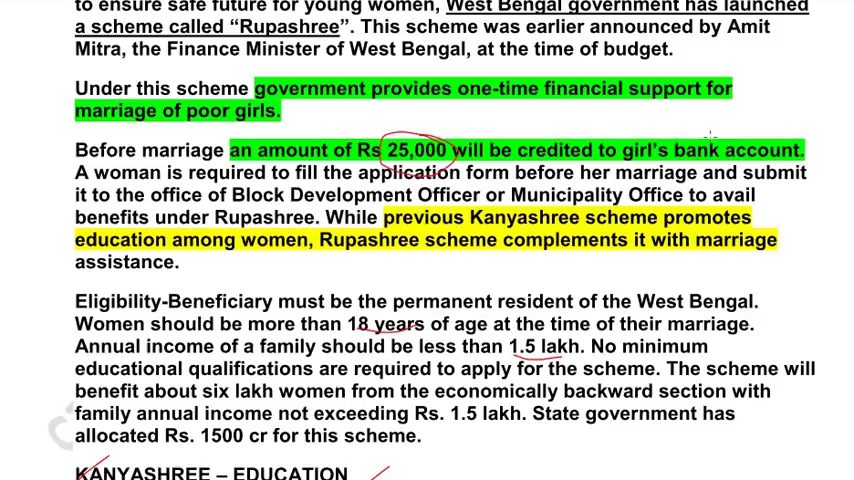 to ensure safe future for young women, West Bengal government has launched
a scheme called “Rupashree”. This scheme was earlier announced by Amit
Mitra, the Finance Minister of West Bengal, at the time of budget.
Under this scheme government provides one-time financial support for
marriage of poor girls.
Before marriage an amount of Rs 25,000 will be credited to girl’s bank account.
A woman is required to fill the application form before her marriage and submit
it to the office of Block Development Officer or Municipality Office to avail
benefits under Rupashree. While previous Kanyashree scheme promotes
education among women, Rupashree scheme complements it with marriage
assistance.
Eligibility-Beneficiary must be the permanent resident of the West Bengal.
Women should be more than 18 years of age at the time of their marriage.
Annual income of a family should be less than 1.5 lakh. No minimum
educational qualifications are required to apply for the scheme. The scheme will
benefit about six lakh women from the economically backward section with
family annual income not exceeding Rs. 1.5 lakh. State government has
allocated Rs. 1500 cr for this scheme.
KANYASHREE – EDUCATION